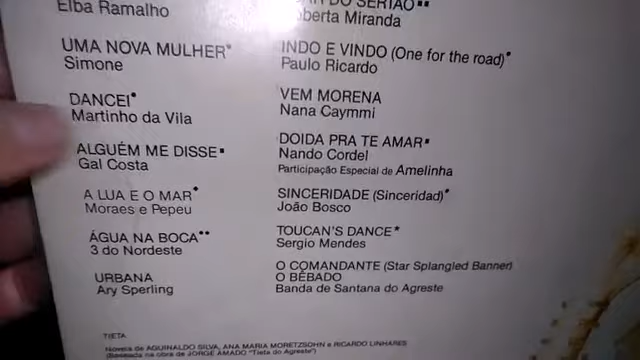 Elba Ramalho
UMA NOVA MULHER*
Simone
DANCEI*
Martinho da Vila
ALGUÉM ME DISSE▪
Gal Costa
A LUA E O MAR*
Moraes e Pepeu
ÁGUA NA BOCA••
3 do Nordeste
URBANA
Ary Sperling
DO SERTÃO▪▪
Roberta Miranda
INDO E VINDO (One for the road)*
Paulo Ricardo
VEM MORENA
Nana Caymmi
DOIDA PRA TE AMAR▪
Nando Cordel
Participação Especial de Amelinha
SINCERIDADE (Sinceridad)*
João Bosco
TOUCAN'S DANCE*
Sergio Mendes
O COMANDANTE (Star Splangled Banner)
O BÊBADO
Banda de Santana do Agreste
TIETA
Novela de AGUINALDO SILVA, ANA MARIA MORETZSOHN e RICARDO LINHARES
(Baseada na obra de JORGE AMADO "Tieta do Agreste")